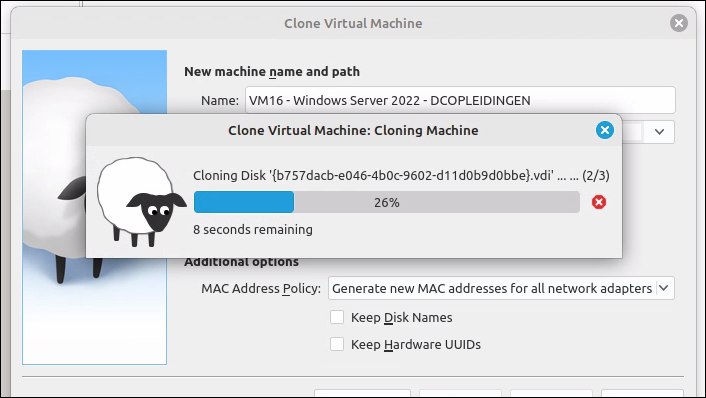 Clone Virtual Machine
New machine name and path
Name: VM16 - Windows Server 2022 - DCOPLEIDINGEN
Clone Virtual Machine: Cloning Machine
Cloning Disk '{b757dacb-e046-4b0c-9602-d11d0b9d0bbe}.vdi' ... ... (2/3)
26%
8 seconds remaining
Additional options
MAC Address Policy: Generate new MAC addresses for all network adapters
Keep Disk Names
Keep Hardware UUIDs